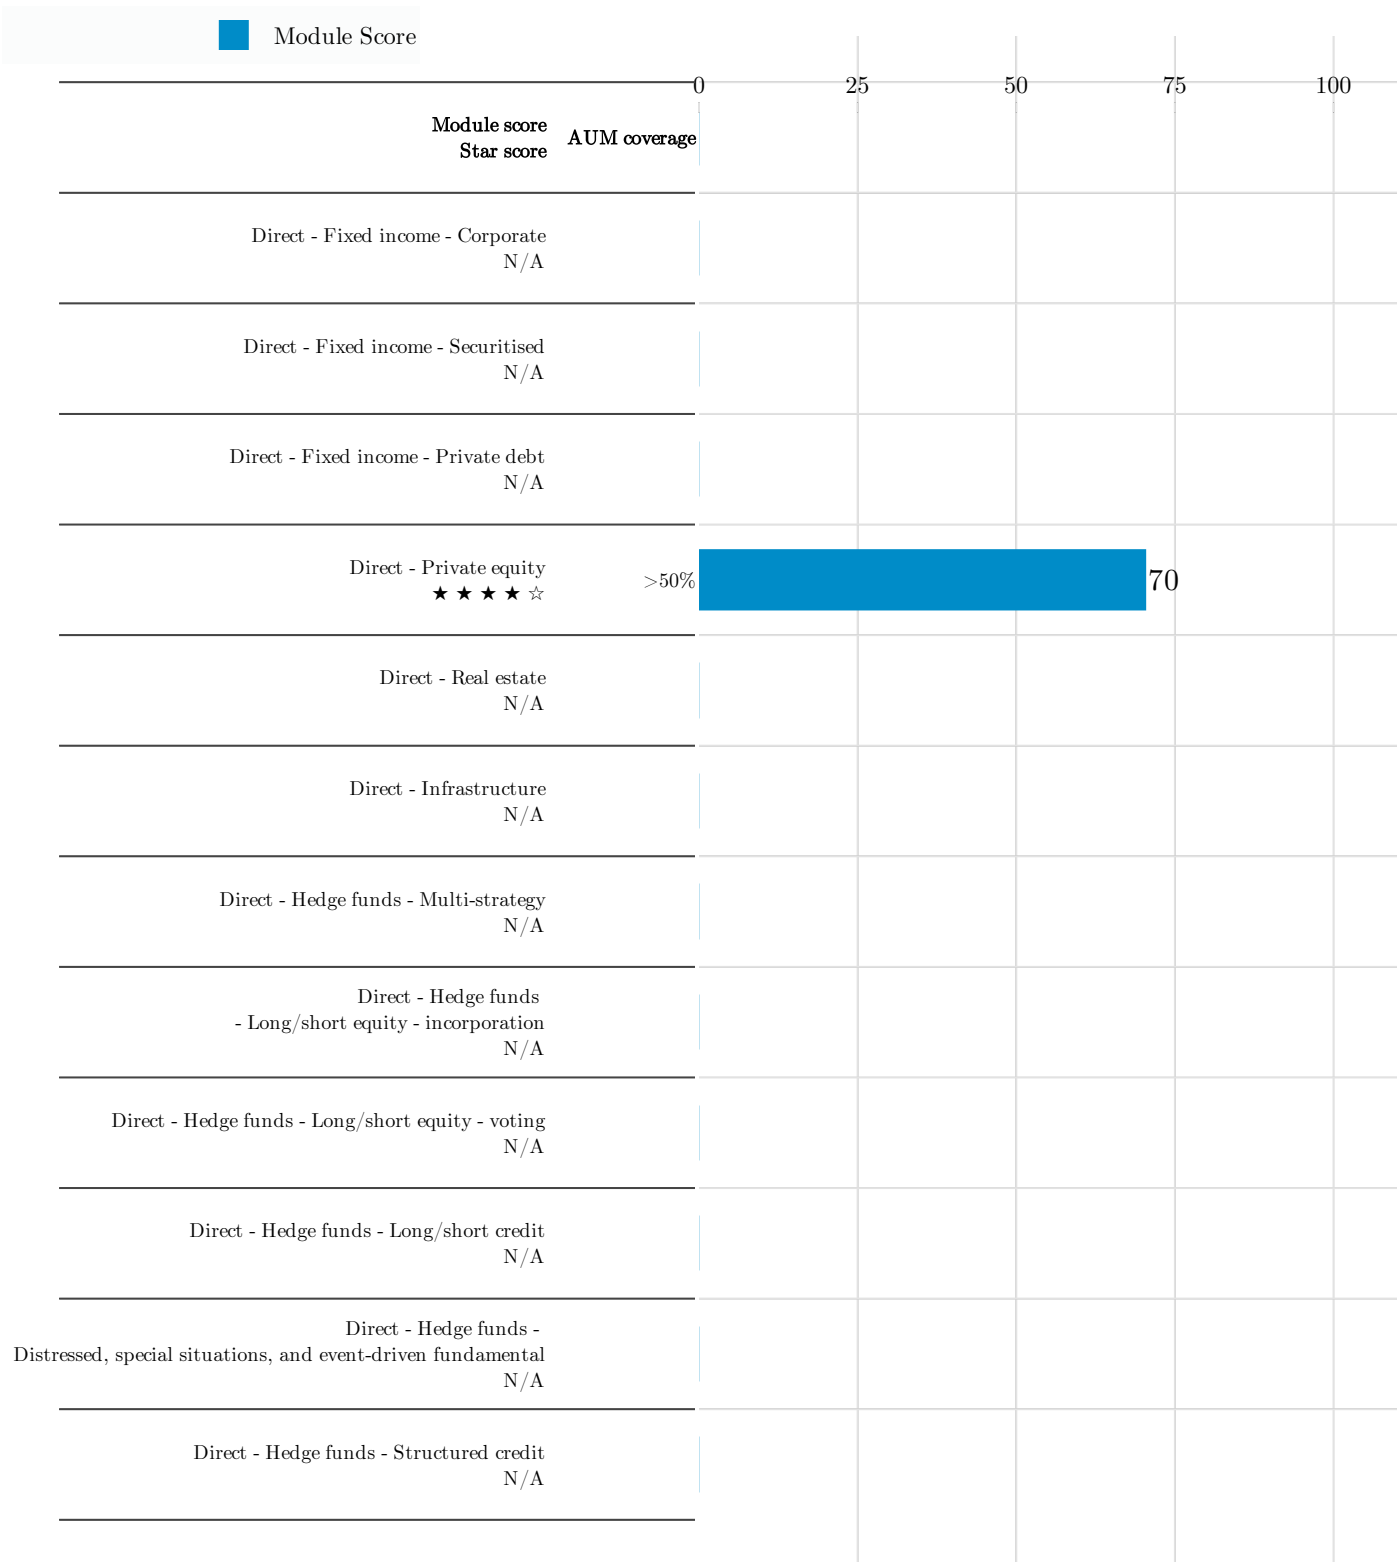 Module Score
0 25 50 75 100
Module score
Star score
AUM coverage
Direct - Fixed income - Corporate
N/A
Direct - Fixed income - Securitised
N/A
Direct - Fixed income - Private debt
N/A
Direct - Private equity
★ ★ ★ ★ ☆
>50%
70
Direct - Real estate
N/A
Direct - Infrastructure
N/A
Direct - Hedge funds - Multi-strategy
N/A
Direct - Hedge funds
- Long/short equity - incorporation
N/A
Direct - Hedge funds - Long/short equity - voting
N/A
Direct - Hedge funds - Long/short credit
N/A
Direct - Hedge funds -
Distressed, special situations, and event-driven fundamental
N/A
Direct - Hedge funds - Structured credit
N/A